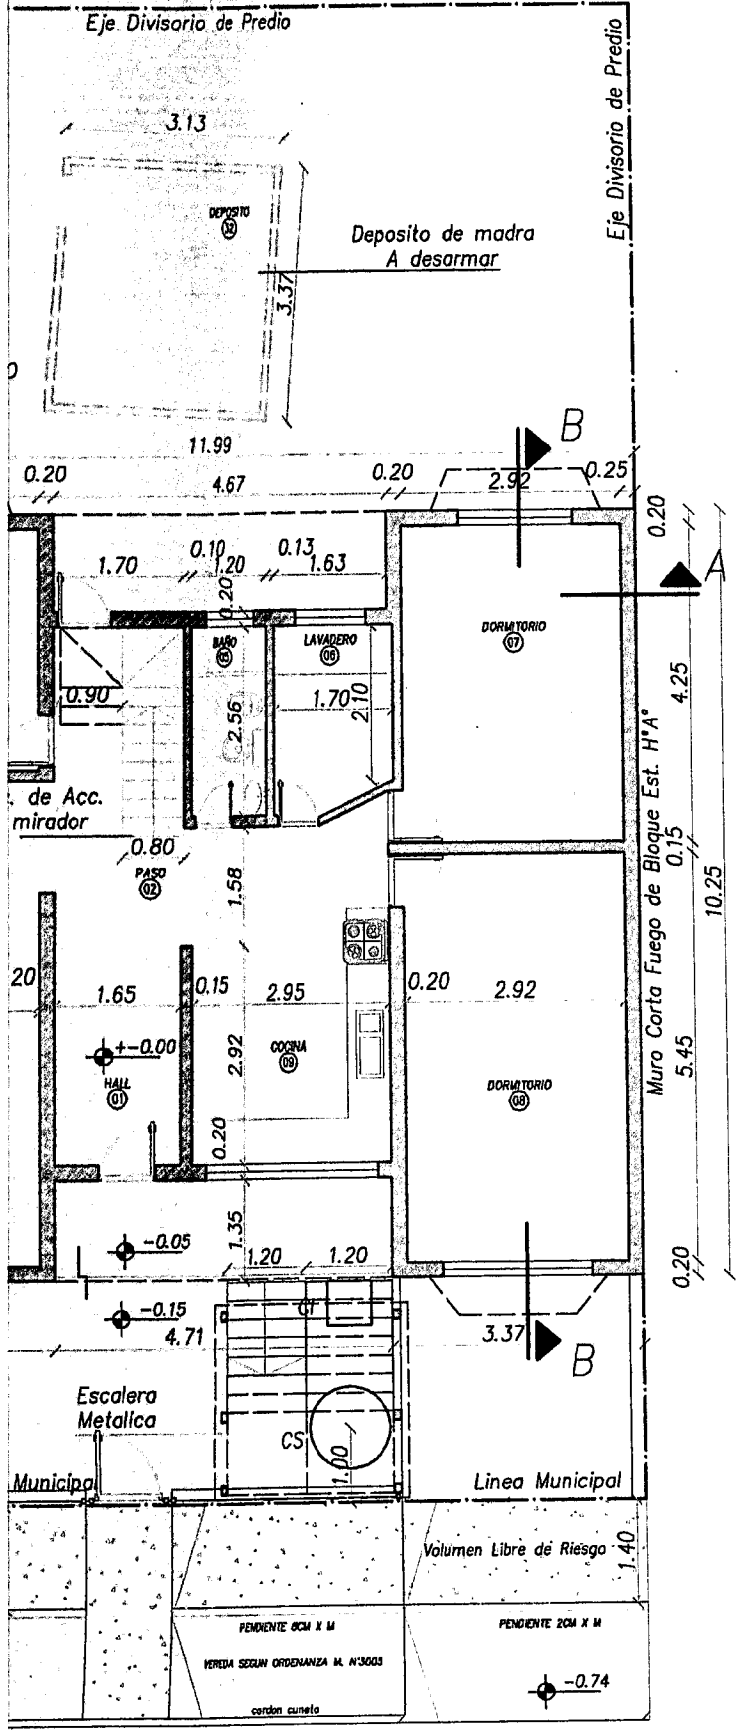 Eje Divisorio de Predio
Eje Divisorio de Predio
3.13
DEPOSITO
Deposito de madra
A desarmar
3.37
11.99
B
0.20
4.67
0.20
2.92
0.25
0.20
A
1.70
0.10
1.20
0.13
1.63
0.20
BAÑO
LAVADERO
06
DORMITORIO
07
0.90
2.56
1.70
2.10
4.25
de Acc.
mirador
0.80
PASO
02
1.58
0.15
Muro Corta Fuego de Bloque Est. H°A°
10.25
20
1.65
0.15
2.95
0.20
2.92
+-0.00
HALL
01
2.92
COCINA
09
5.45
DORMITORIO
08
0.20
-0.05
1.35
1.20
1.20
0.20
-0.15
CI
4.71
3.37
B
Escalera
Metalica
CS
1.00
Municipal
Linea Municipal
Volumen Libre de Riesgo
1.40
PENDIENTE 8CM X M
PENDIENTE 2CM X M
VEREDA SEGUN ORDENANZA M. N°3003
-0.74
cordon cuneta